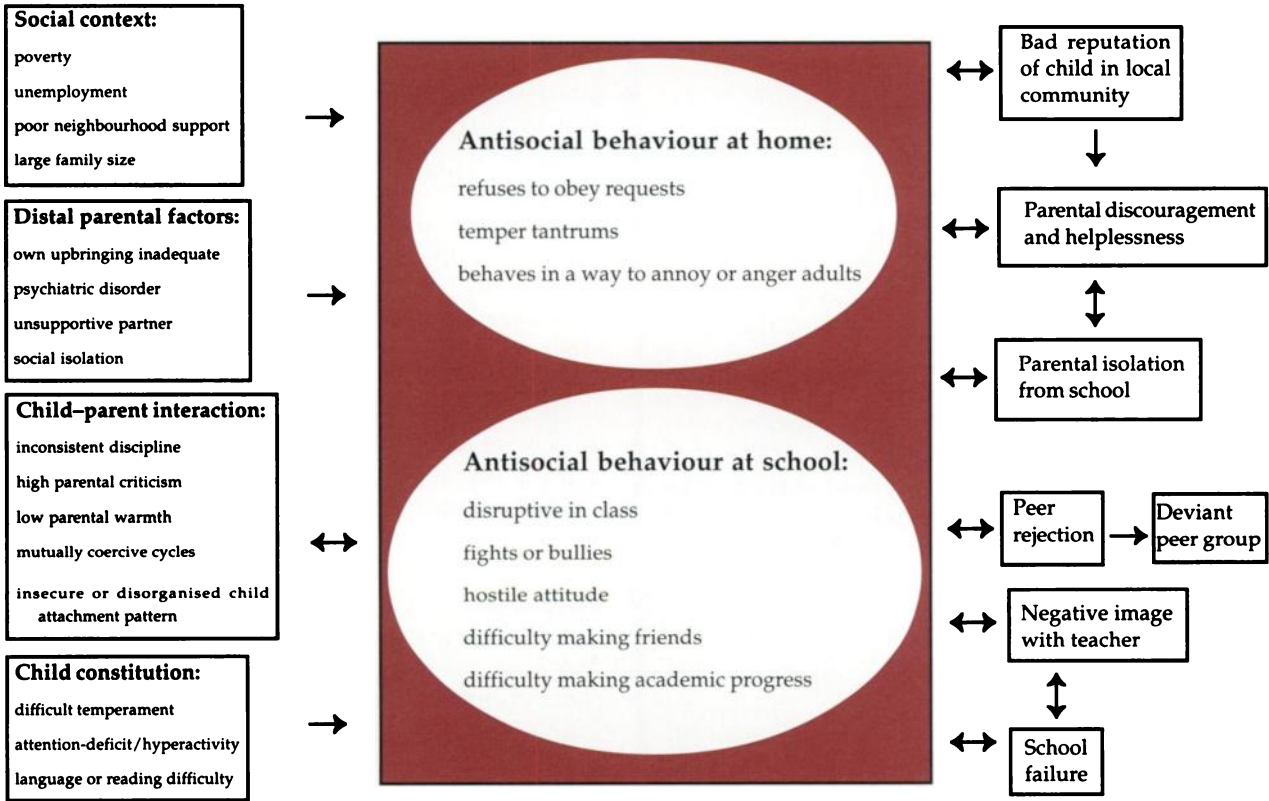 Social context:
poverty
unemployment
poor neighbourhood support
large family size
Distal parental factors:
own upbringing inadequate
psychiatric disorder
unsupportive partner
social isolation
Child–parent interaction:
inconsistent discipline
high parental criticism
low parental warmth
mutually coercive cycles
insecure or disorganised child
attachment pattern
Child constitution:
difficult temperament
attention-deficit/hyperactivity
language or reading difficulty
Antisocial behaviour at home:
refuses to obey requests
temper tantrums
behaves in a way to annoy or anger adults
Antisocial behaviour at school:
disruptive in class
fights or bullies
hostile attitude
difficulty making friends
difficulty making academic progress
Bad reputation
of child in local
community
Parental discouragement
and helplessness
Parental isolation
from school
Peer
rejection
Deviant
peer group
Negative image
with teacher
School
failure